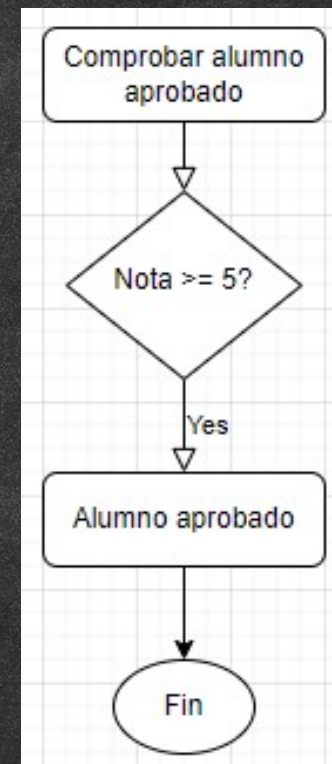 Comprobar alumno
aprobado
Nota >= 5?
Yes
Alumno aprobado
Fin